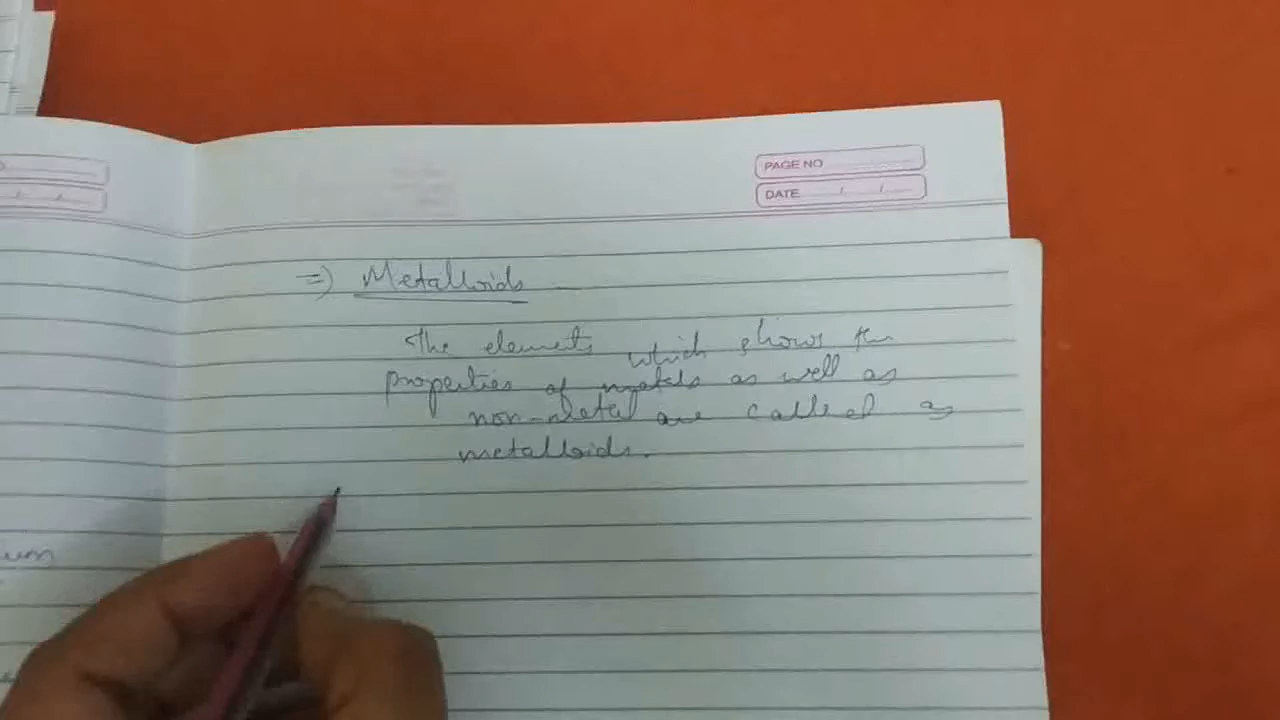 PAGE NO
DATE / /
=) Metalloids
The elements which shows the
properties of metals as well as
non-metal are called as
metalloids.